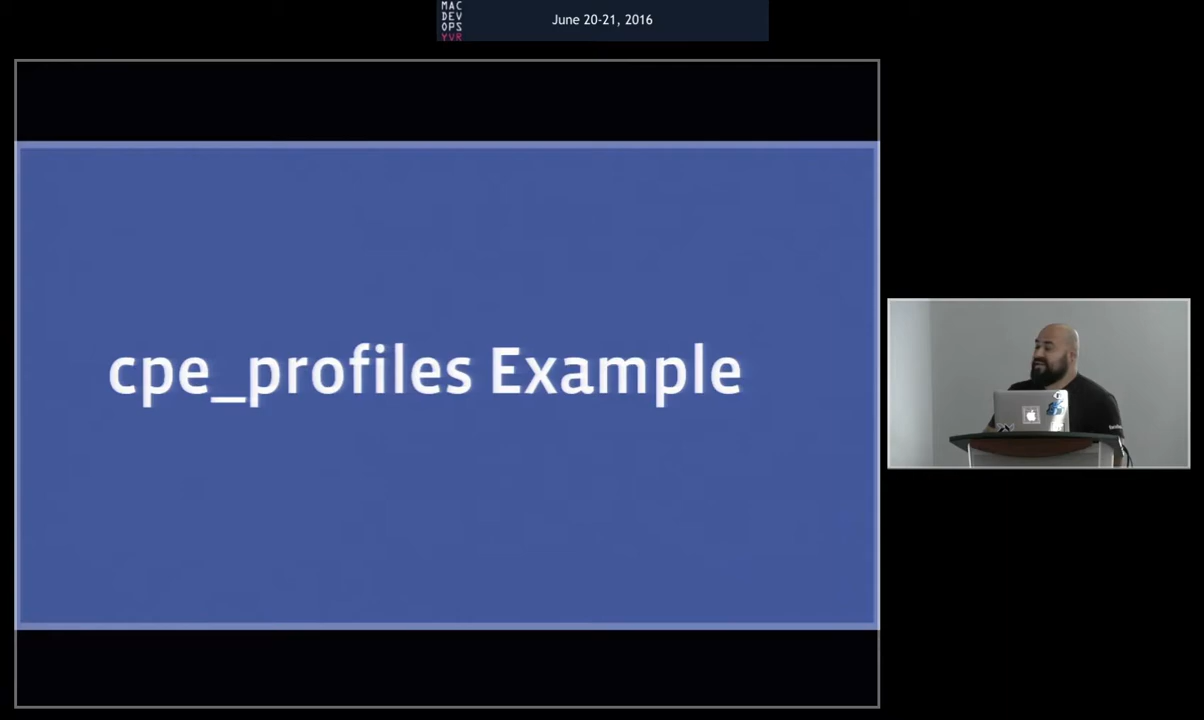 MAC
DEV
OPS
YVR
June 20-21, 2016
cpe_profiles Example